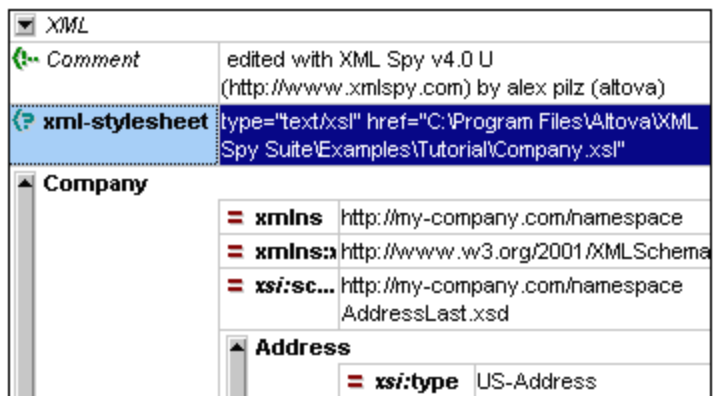 XML
Comment edited with XML Spy v4.0 U
(http://www.xmlspy.com) by alex pilz (altova)
xml-stylesheet type="text/xsl" href="C:\Program Files\Altova\XML
Spy Suite\Examples\Tutorial\Company.xsl"
Company
= xmlns http://my-company.com/namespace
= xmlns:x http://www.w3.org/2001/XMLSchema
= xsi:sc... http://my-company.com/namespace
AddressLast.xsd
Address
= xsi:type US-Address